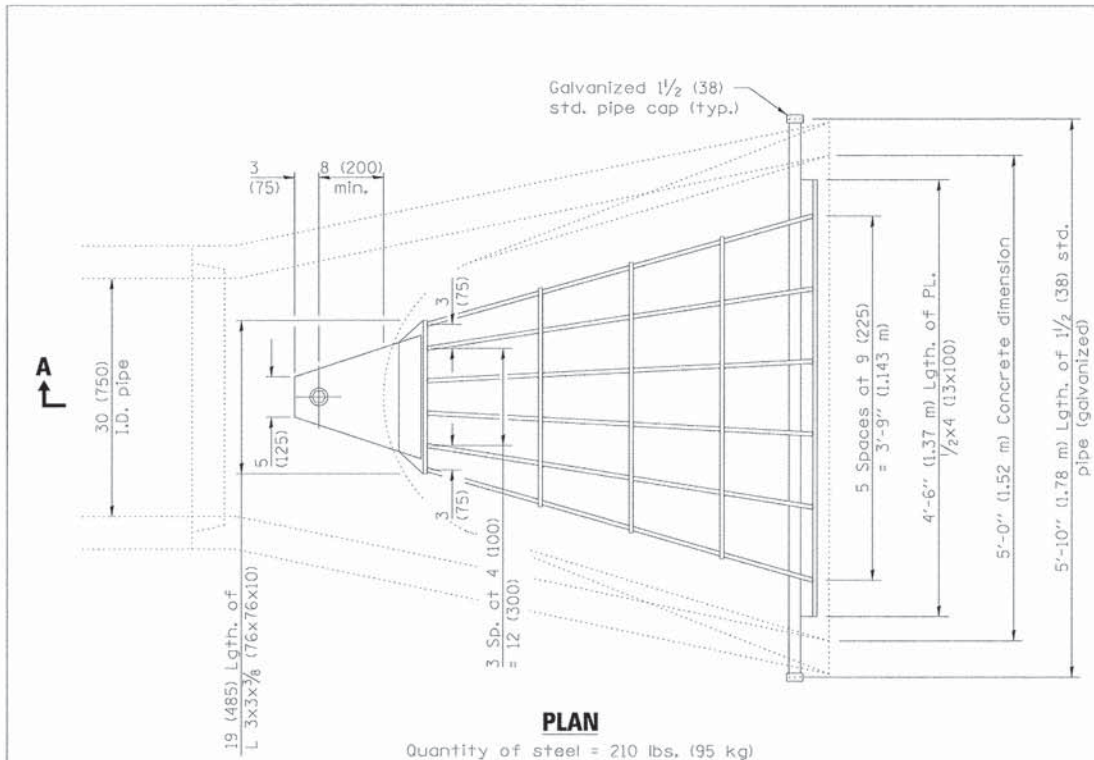 Galvanized 1½ (38)
std. pipe cap (typ.)
3
(75)
8 (200)
min.
3
(75)
A
30 (750)
I.D. pipe
5
(125)
3
(75)
3 Sp. at 4 (100)
= 12 (300)
19 (485) Lgth. of
L 3x3x⅜ (76x76x10)
5 Spaces at 9 (225)
= 3'-9" (1.143 m)
4'-6" (1.37 m) Lgth. of PL.
½x4 (13x100)
5'-0" (1.52 m) Concrete dimension
5'-10" (1.78 m) Lgth. of 1½ (38) std.
pipe (galvanized)
PLAN
Quantity of steel = 210 lbs. (95 kg)